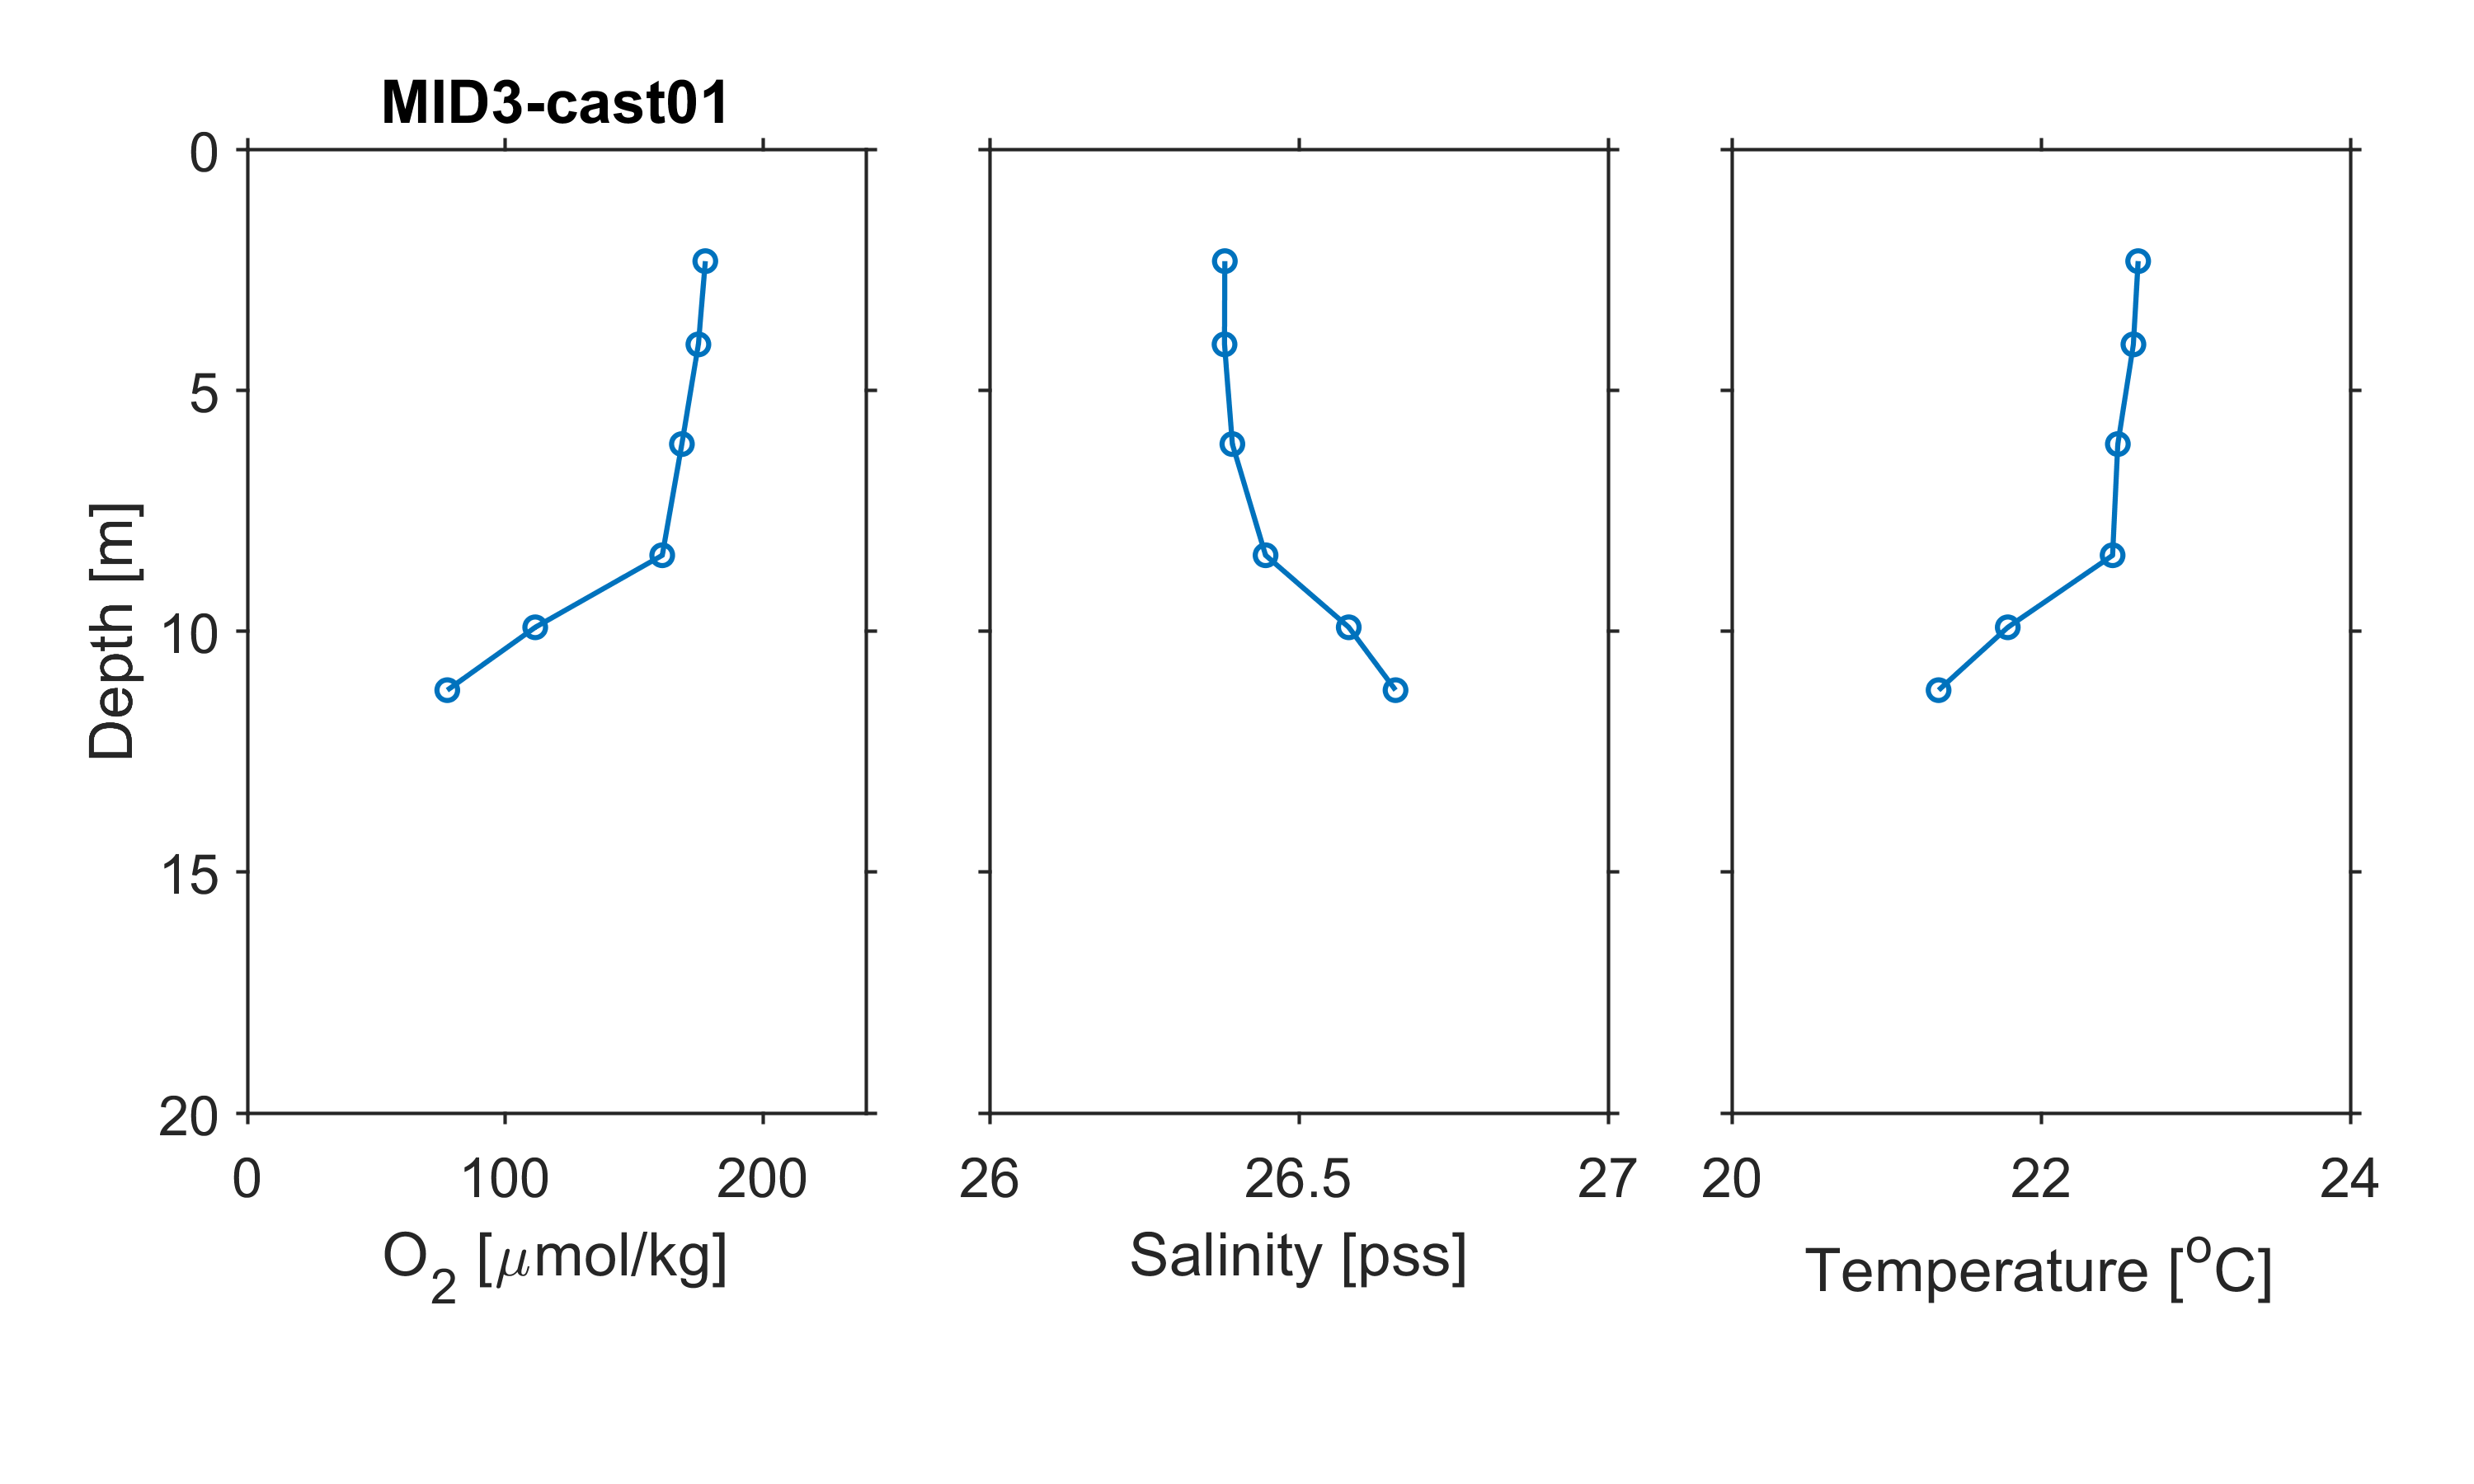 MID3-cast01
0
5
10
15
20
Depth [m]
0 100 200
O2 [μmol/kg]
26 26.5 27
Salinity [pss]
20 22 24
Temperature [oC]